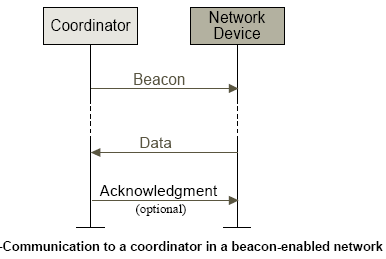 Coordinator
Network
Device
Beacon
Data
Acknowledgment
(optional)
-Communication to a coordinator in a beacon-enabled network